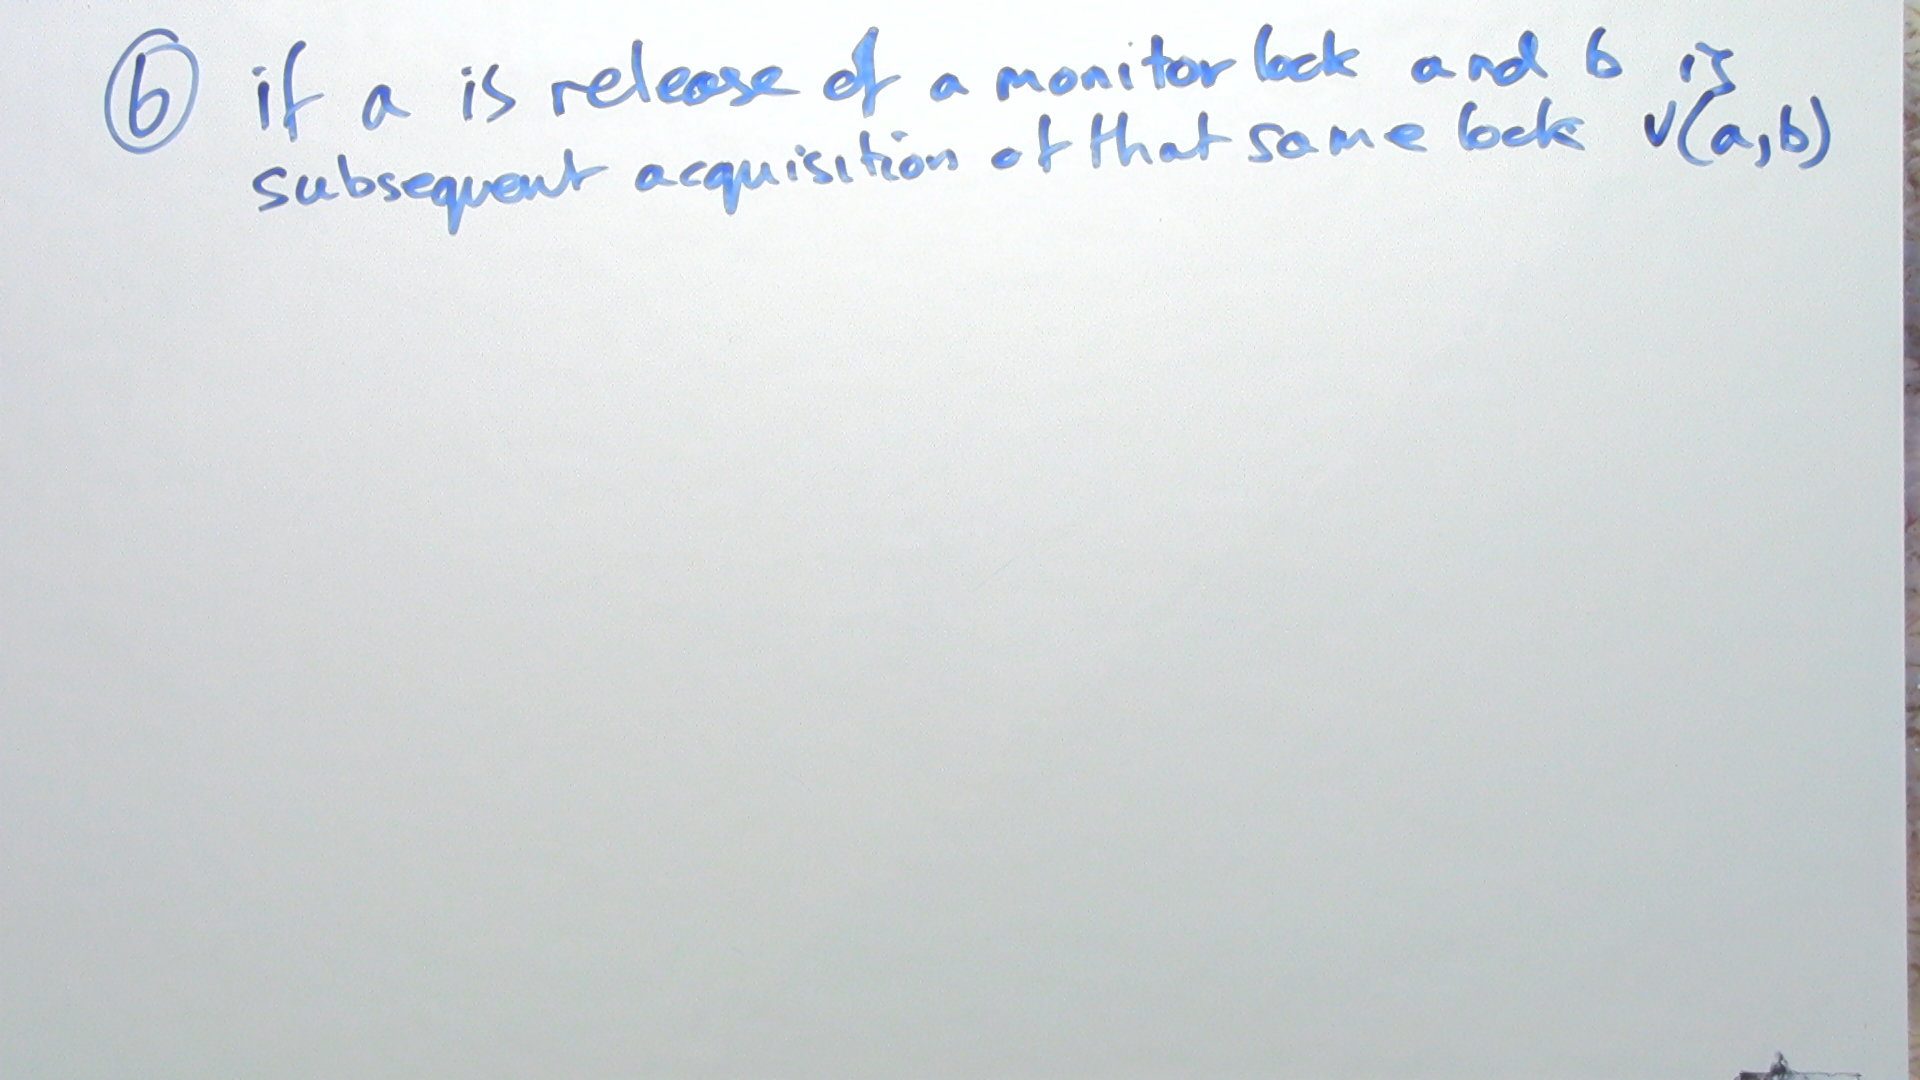 ⑥ if a is release of a monitor lock and b is
subsequent acquisition of that same lock v(a,b)